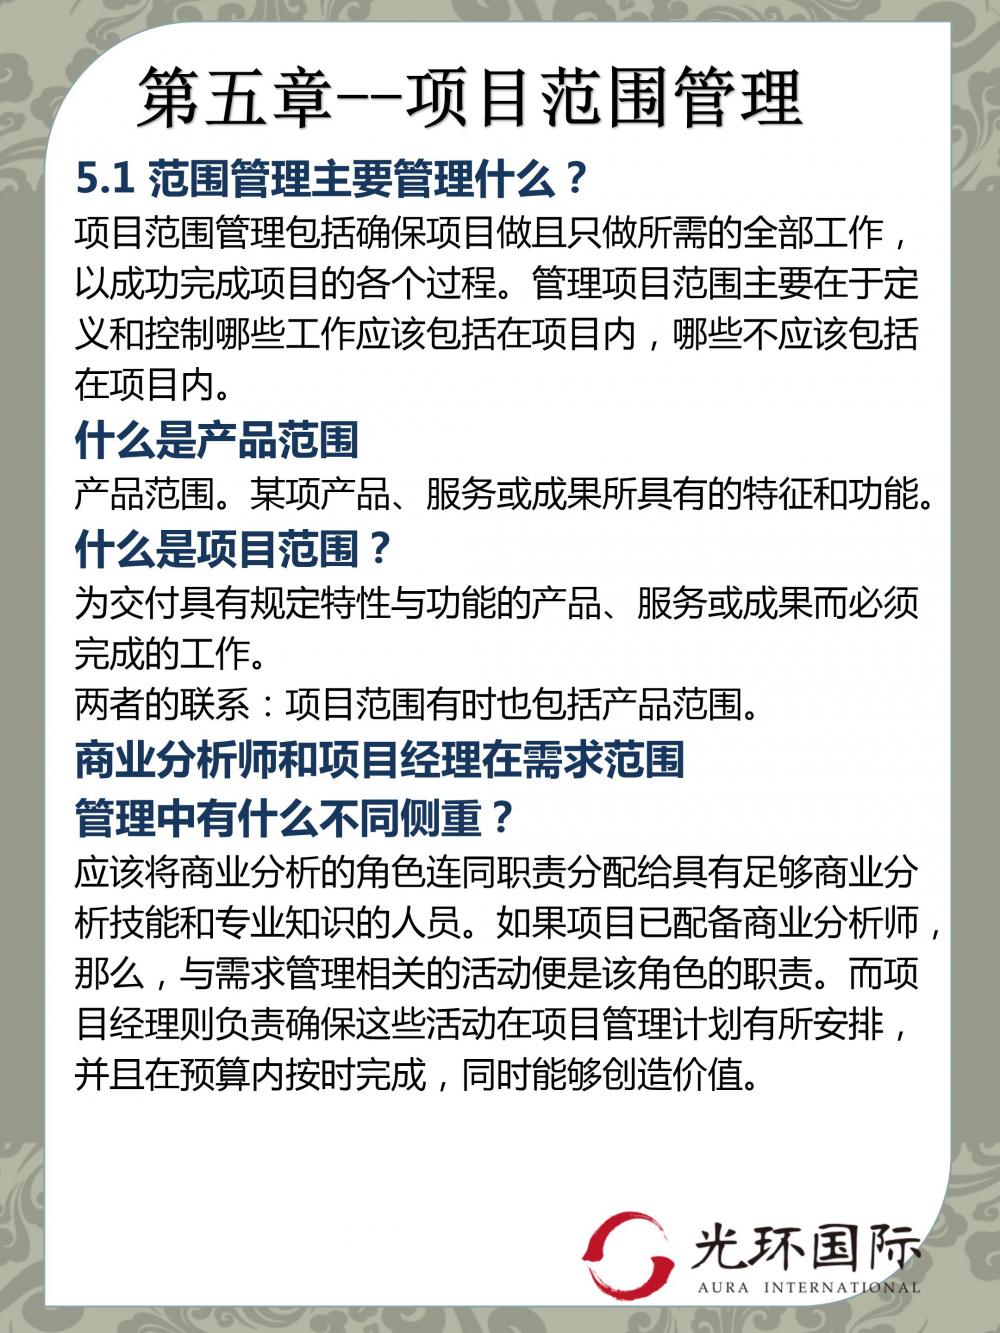 第五章--项目范围管理
5.1 范围管理主要管理什么？
项目范围管理包括确保项目做且只做所需的全部工作，
以成功完成项目的各个过程。管理项目范围主要在于定
义和控制哪些工作应该包括在项目内，哪些不应该包括
在项目内。
什么是产品范围
产品范围。某项产品、服务或成果所具有的特征和功能。
什么是项目范围？
为交付具有规定特性与功能的产品、服务或成果而必须
完成的工作。
两者的联系：项目范围有时也包括产品范围。
商业分析师和项目经理在需求范围
管理中有什么不同侧重？
应该将商业分析的角色连同职责分配给具有足够商业分
析技能和专业知识的人员。如果项目已配备商业分析师，
那么，与需求管理相关的活动便是该角色的职责。而项
目经理则负责确保这些活动在项目管理计划有所安排，
并且在预算内按时完成，同时能够创造价值。
光环国际
AURA INTERNATIONAL